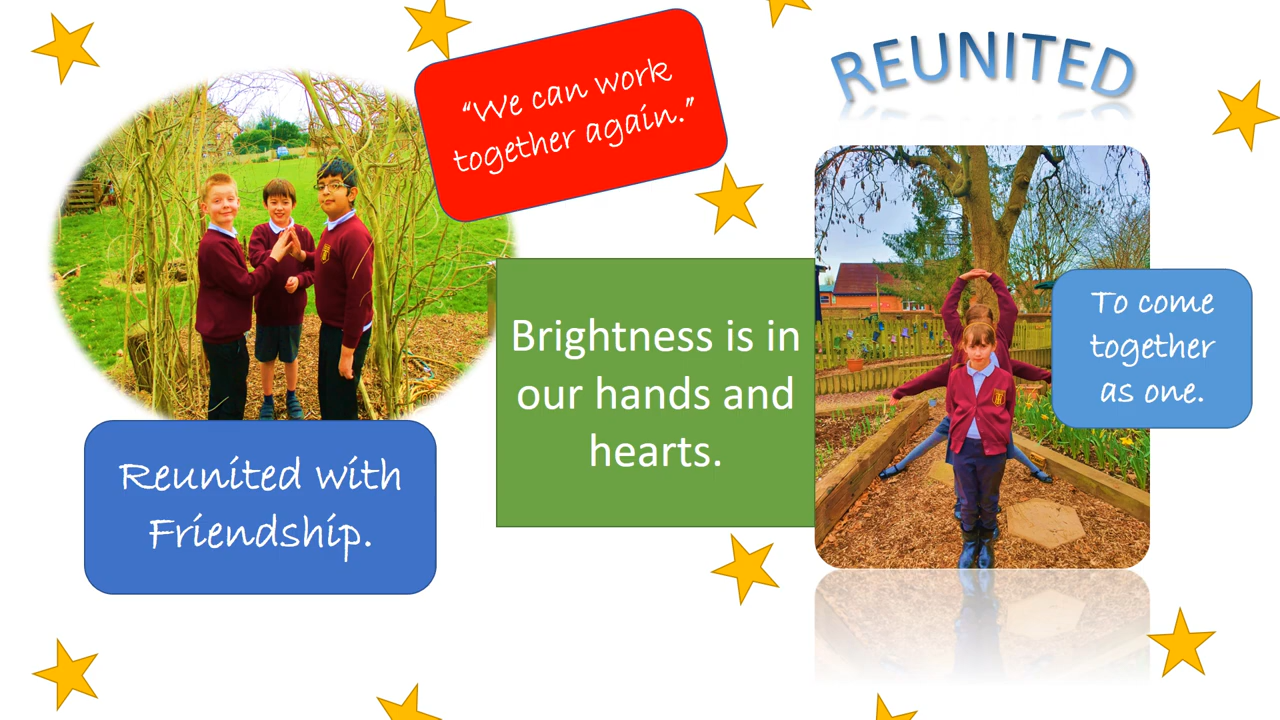 “We can work
together again.”
REUNITED
Brightness is in
our hands and
hearts.
To come
together
as one.
Reunited with
Friendship.